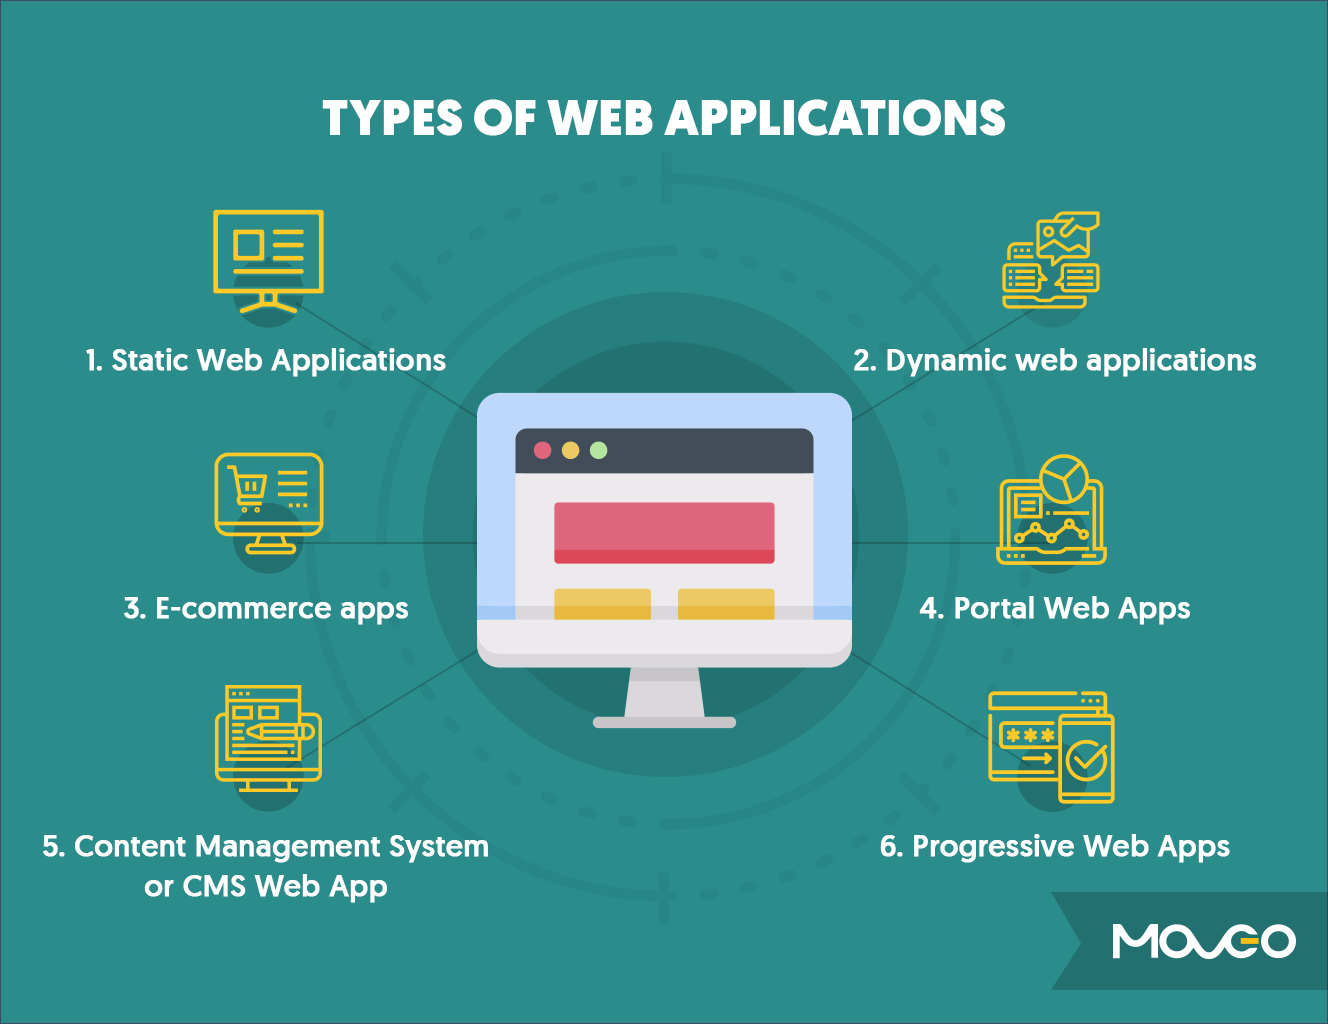 TYPES OF WEB APPLICATIONS
1. Static Web Applications
2. Dynamic web applications
3. E-commerce apps
4. Portal Web Apps
5. Content Management System
or CMS Web App
6. Progressive Web Apps
MOVGO